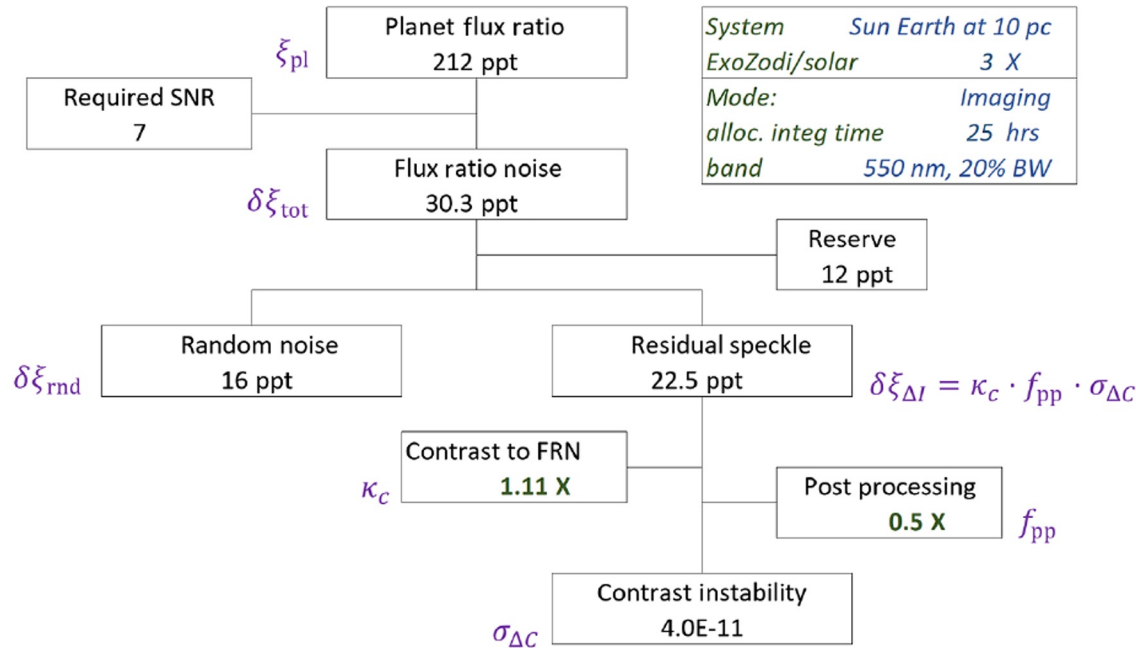 Planet flux ratio
212 ppt
ξpl
System Sun Earth at 10 pc
ExoZodi/solar 3 X
Mode: Imaging
alloc. integ time 25 hrs
band 550 nm, 20% BW
Required SNR
7
Flux ratio noise
30.3 ppt
δξtot
Reserve
12 ppt
Random noise
16 ppt
δξrnd
Residual speckle
22.5 ppt
δξΔI = κc · fpp · σΔC
Contrast to FRN
1.11 X
κc
Post processing
0.5 X
fpp
Contrast instability
4.0E-11
σΔC